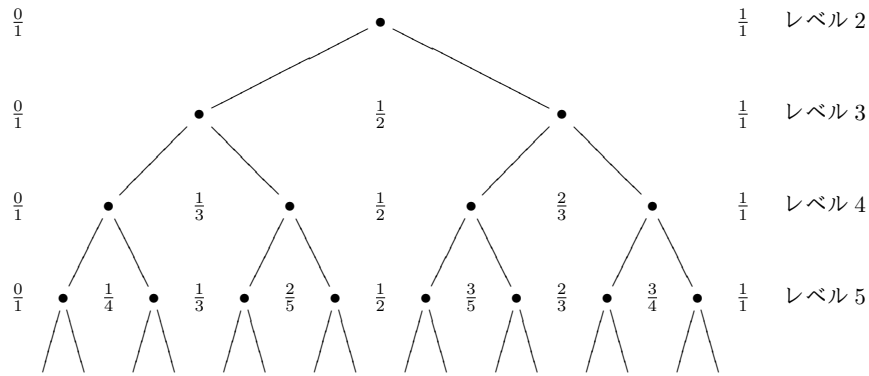 0/1 1/1 レベル 2
0/1 1/2 1/1 レベル 3
0/1 1/3 1/2 2/3 1/1 レベル 4
0/1 1/4 1/3 2/5 1/2 3/5 2/3 3/4 1/1 レベル 5